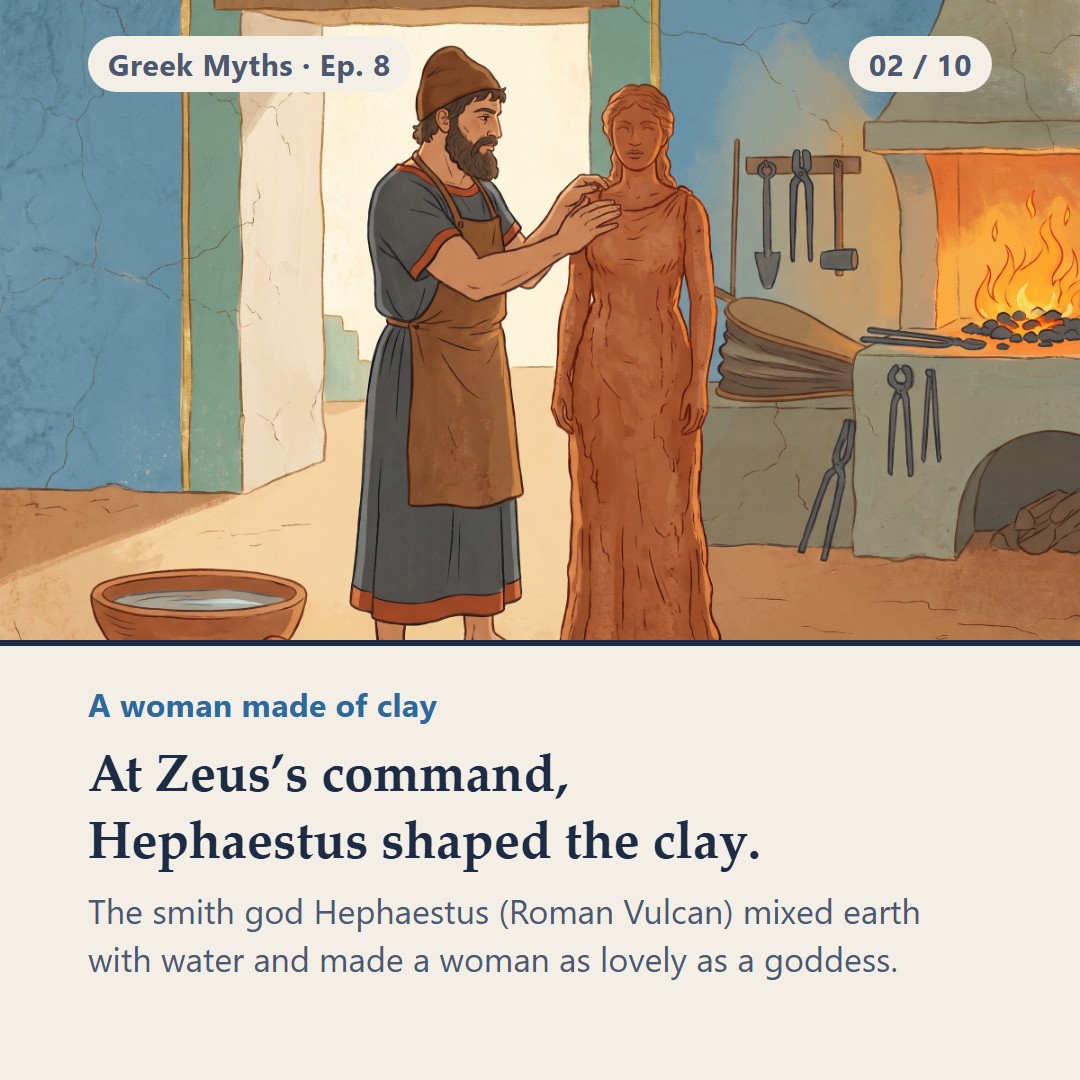 Greek Myths · Ep. 8
02 / 10
A woman made of clay
At Zeus’s command,
Hephaestus shaped the clay.
The smith god Hephaestus (Roman Vulcan) mixed earth
with water and made a woman as lovely as a goddess.